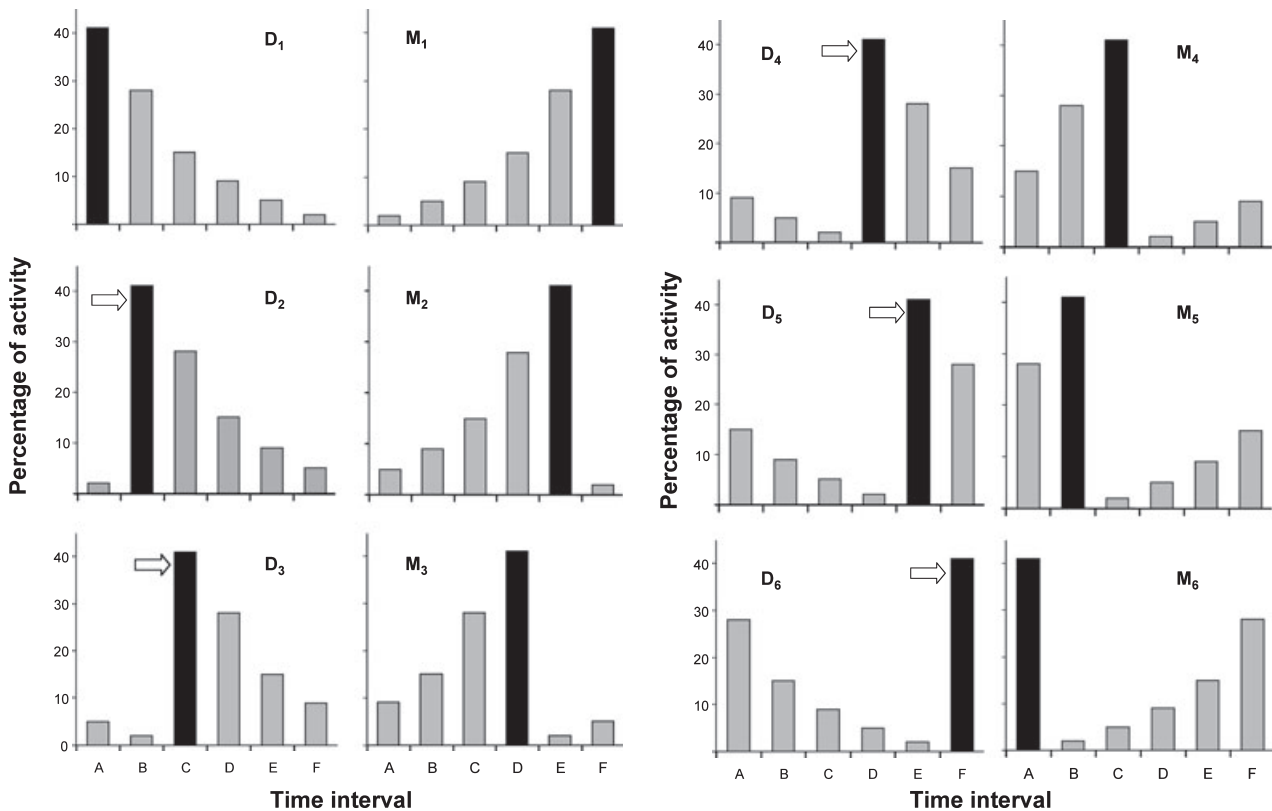 D1
M1
40
30
20
10
D2
M2
40
30
20
10
D3
M3
40
30
20
10
0
A B C D E F
A B C D E F
Percentage of activity
Time interval
D4
M4
40
30
20
10
D5
M5
40
30
20
10
D6
M6
40
30
20
10
A B C D E F
A B C D E F
Percentage of activity
Time interval